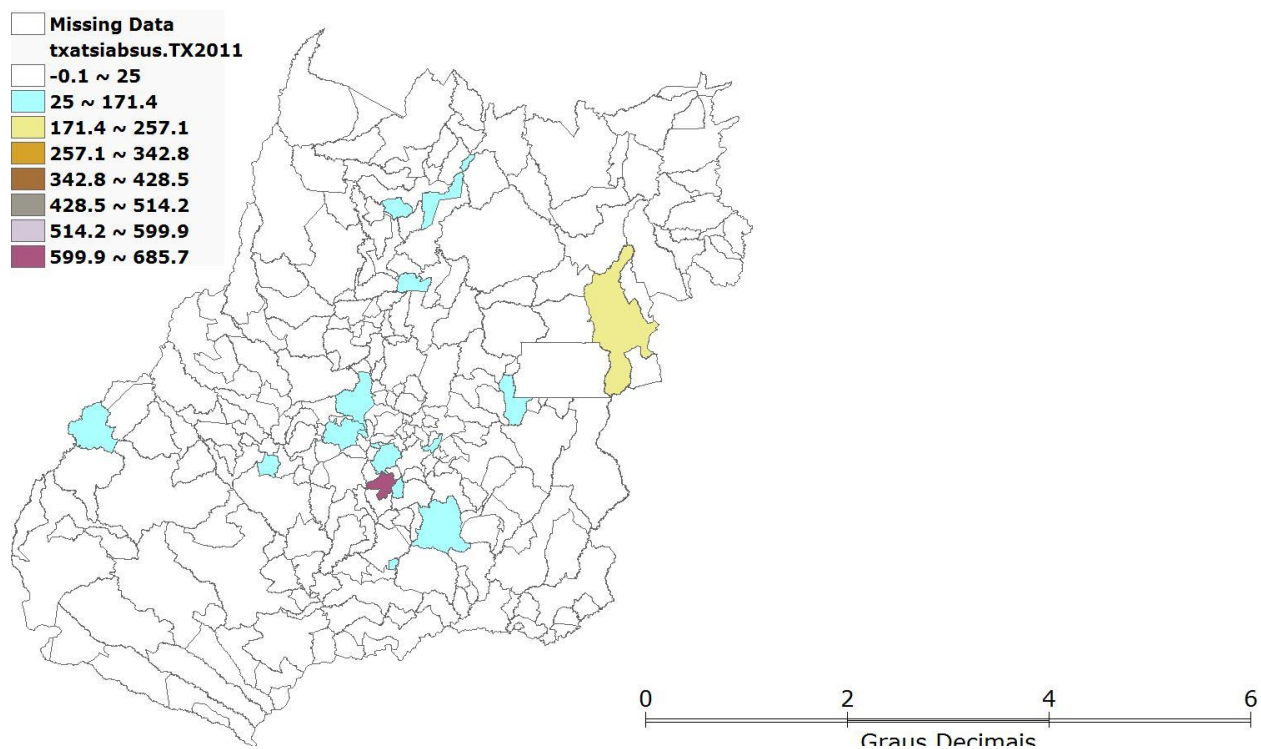 Missing Data
txatsiabsus.TX2011
-0.1 ~ 25
25 ~ 171.4
171.4 ~ 257.1
257.1 ~ 342.8
342.8 ~ 428.5
428.5 ~ 514.2
514.2 ~ 599.9
599.9 ~ 685.7
0 2 4 6
Graus Decimais